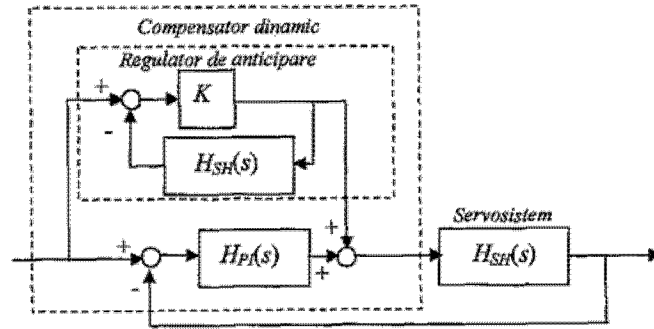 Compensator dinamic
Regulator de anticipare
+
K
-
H_SH(s)
Servosistem
+
+
H_PI(s)
+
H_SH(s)
-